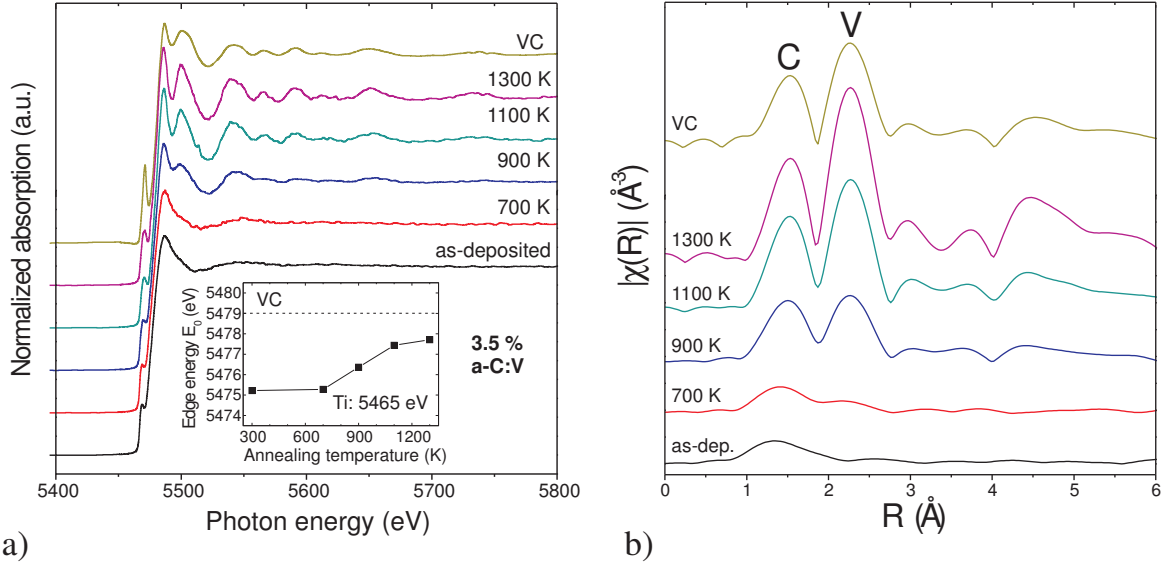 VC
1300 K
1100 K
900 K
700 K
as-deposited
Normalized absorption (a.u.)
5480
5479
5478
5477
5476
5475
5474
VC
Edge energy E0 (eV)
Ti: 5465 eV
300 600 900 1200
Annealing temperature (K)
3.5 %
a-C:V
5400 5500 5600 5700 5800
Photon energy (eV)
a)
C V
VC
1300 K
1100 K
900 K
700 K
as-dep.
|χ(R)| (Å-3)
0 1 2 3 4 5 6
R (Å)
b)